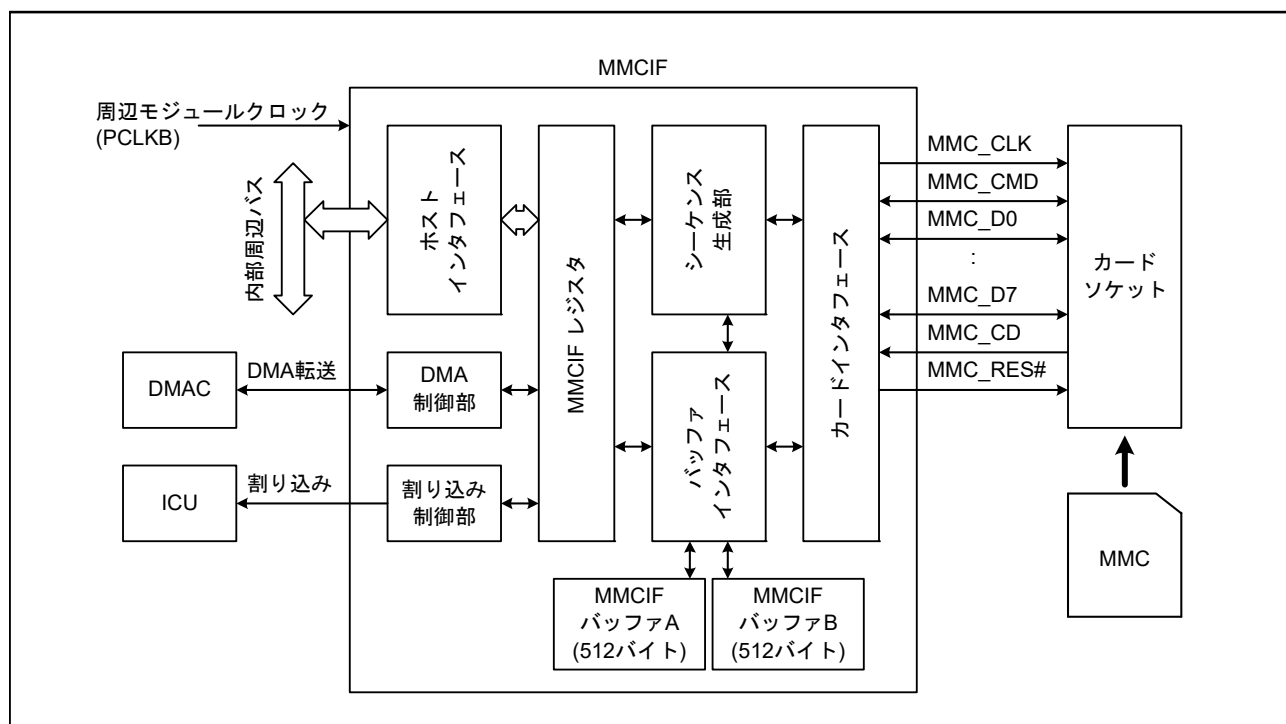 MMCIF
周辺モジュールクロック
(PCLKB)
内部周辺バス
ホスト
インタフェース
MMCIF レジスタ
シーケンス
生成部
カードインタフェース
MMC_CLK
MMC_CMD
MMC_D0
:
MMC_D7
MMC_CD
MMC_RES#
カード
ソケット
DMAC
DMA転送
DMA
制御部
バッファ
インタフェース
ICU
割り込み
割り込み
制御部
MMC
MMCIF
バッファA
(512バイト)
MMCIF
バッファB
(512バイト)